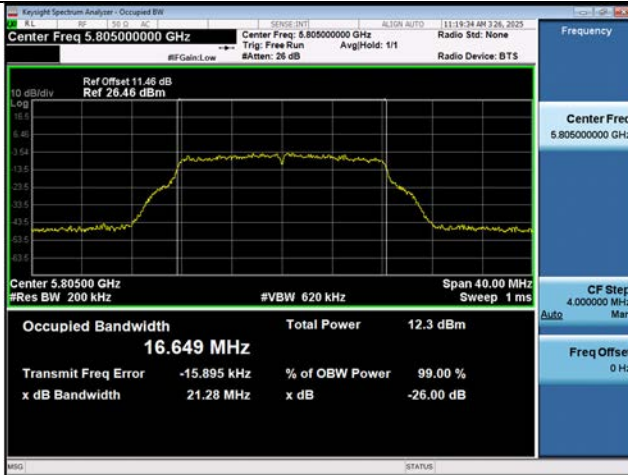 Keysight Spectrum Analyser - Occupied BW
RL RF 50 Ω AC SENSE:INT ALIGN AUTO 11:19:34 AM 3 26, 2025
Center Freq 5.805000000 GHz
Center Freq: 5.805000000 GHz
Radio Std: None
Trig: Free Run Avg|Hold: 1/1
#IFGain:Low #Atten: 26 dB Radio Device: BTS
Ref Offset 11.46 dB
10 dB/div Ref 26.46 dBm
Log
16.5
6.46
-3.54
-13.5
-23.5
-33.5
-43.5
-53.5
-63.5
Center 5.80500 GHz Span 40.00 MHz
#Res BW 200 kHz #VBW 620 kHz Sweep 1 ms
Occupied Bandwidth Total Power 12.3 dBm
16.649 MHz
Transmit Freq Error -15.895 kHz % of OBW Power 99.00 %
x dB Bandwidth 21.28 MHz x dB -26.00 dB
MSG STATUS
Frequency
Center Freq
5.805000000 GHz
CF Step
4.000000 MHz
Auto Man
Freq Offset
0 Hz